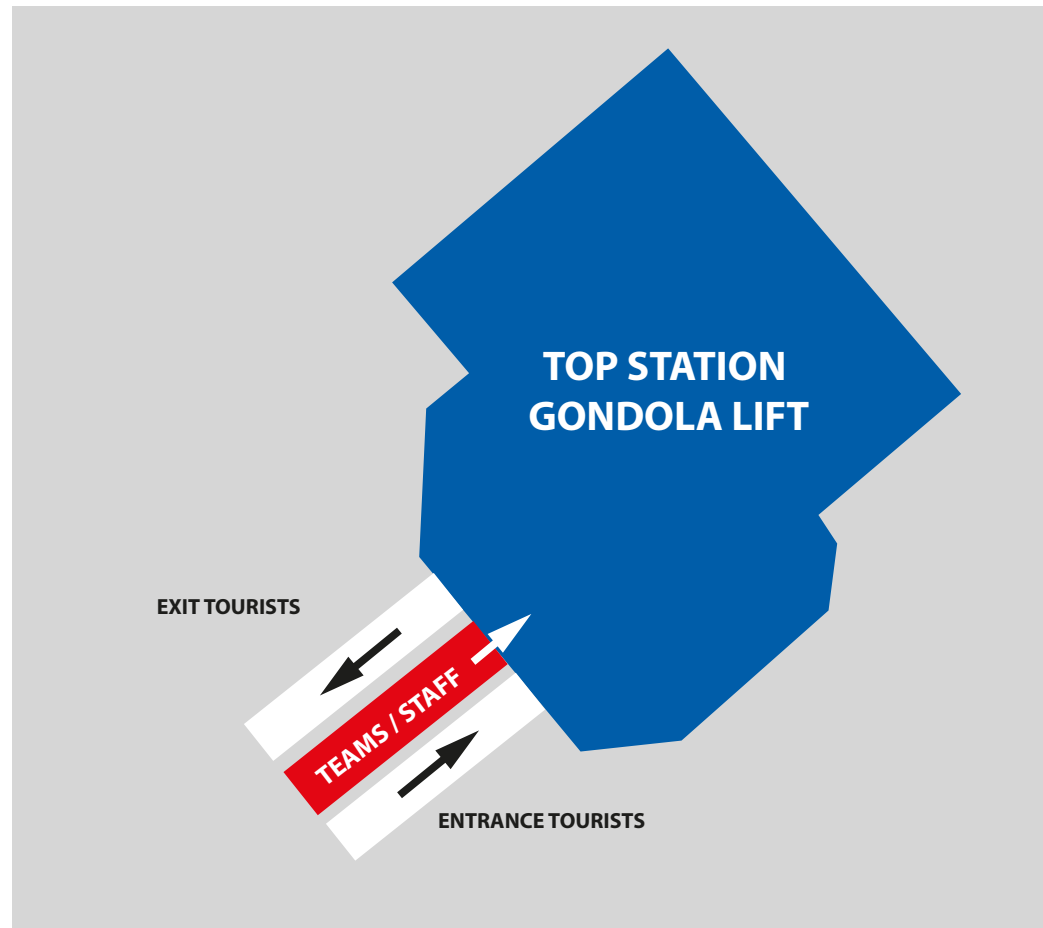 TOP STATION
GONDOLA LIFT
EXIT TOURISTS
TEAMS / STAFF
ENTRANCE TOURISTS